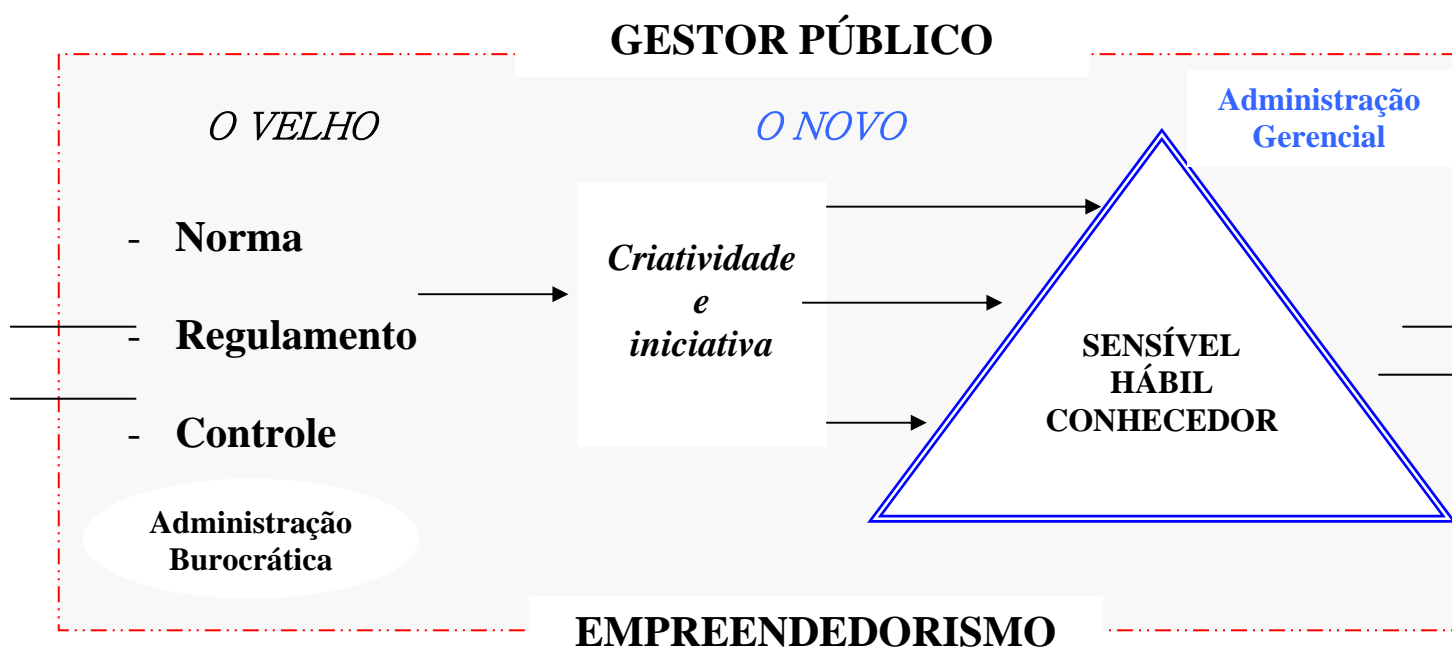 GESTOR PÚBLICO
O VELHO
O NOVO
Administração
Gerencial
- Norma
- Regulamento
- Controle
Criatividade
e
iniciativa
SENSÍVEL
HÁBIL
CONHECEDOR
Administração
Burocrática
EMPREENDEDORISMO